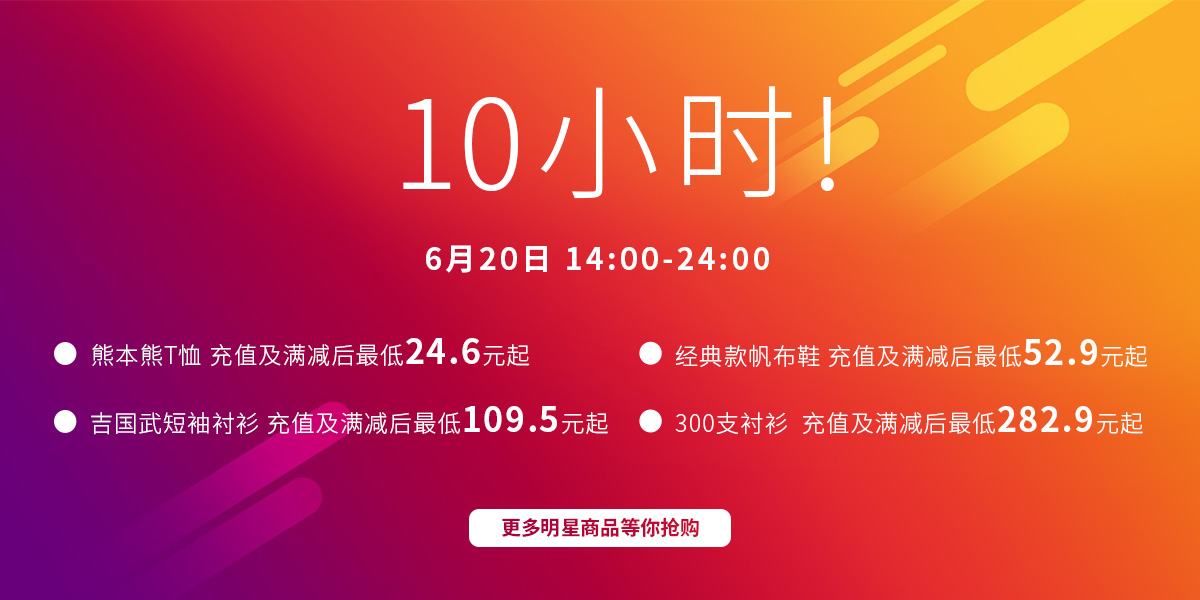 10小时!
6月20日 14:00-24:00
熊本熊T恤 充值及满减后最低24.6元起
经典款帆布鞋 充值及满减后最低52.9元起
吉国武短袖衬衫 充值及满减后最低109.5元起
300支衬衫 充值及满减后最低282.9元起
更多明星商品等你抢购